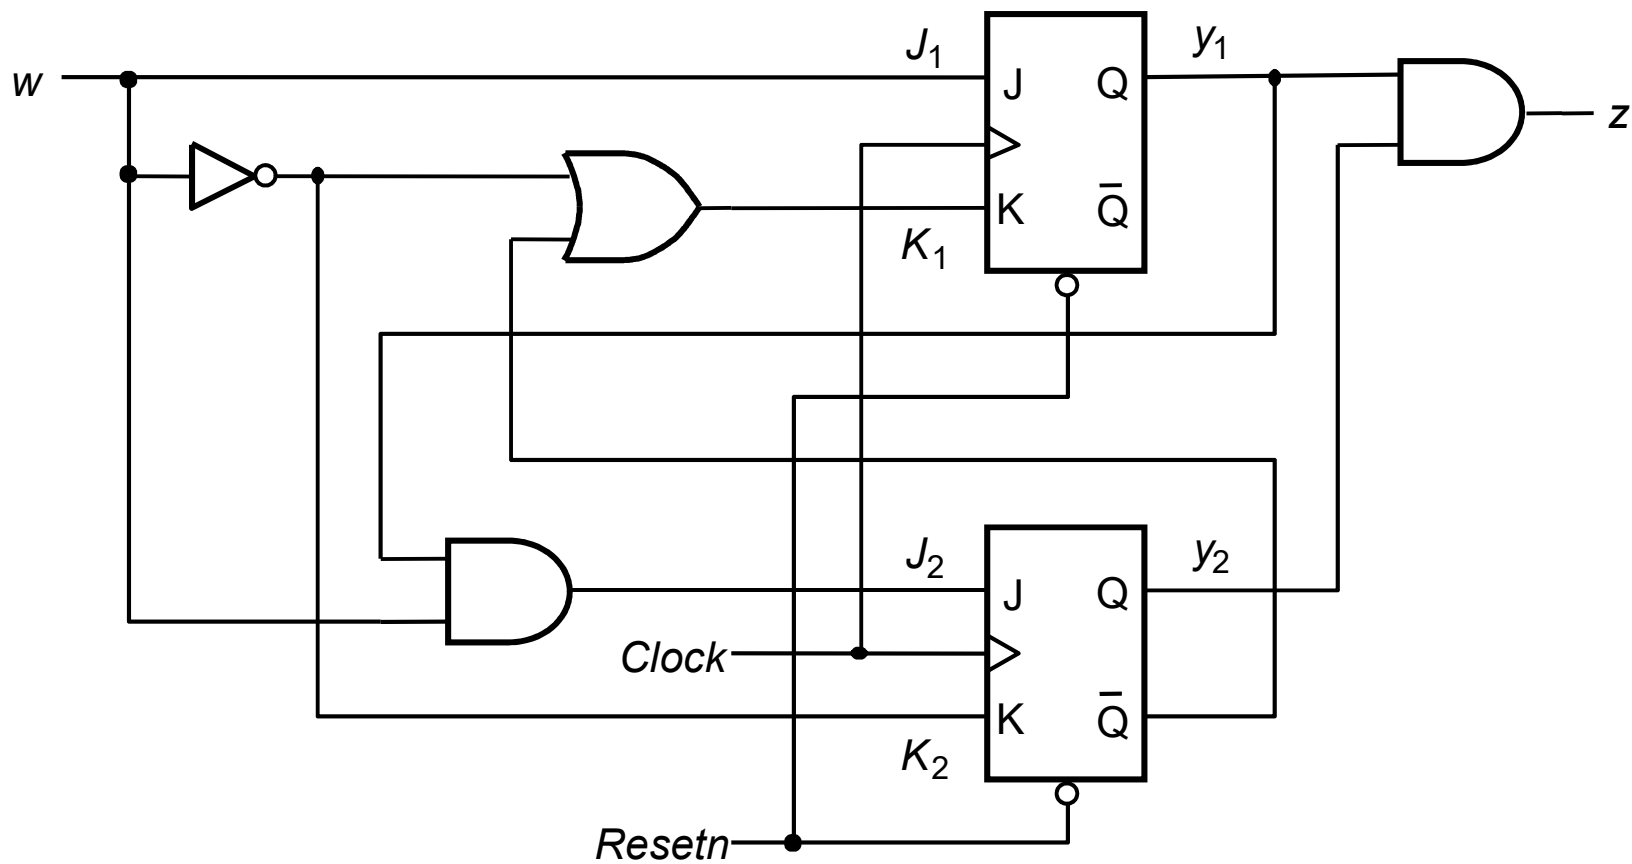 J₁ y₁
w J Q z
K Q̅
K₁
J₂ y₂
J Q
Clock
K Q̅
K₂
Resetn